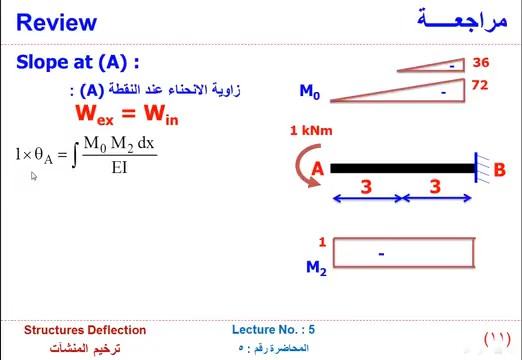 Review
مراجعــــة
Slope at (A) :
زاوية الانحناء عند النقطة (A) :
Wex = Win
1 × θA = ∫ M0 M2 dx / EI
- 36
M0 - 72
1 kNm
A B
3 3
1
M2 -
Structures Deflection
Lecture No. : 5
ترخيم المنشآت
المحاضرة رقم : ٥
(١١)